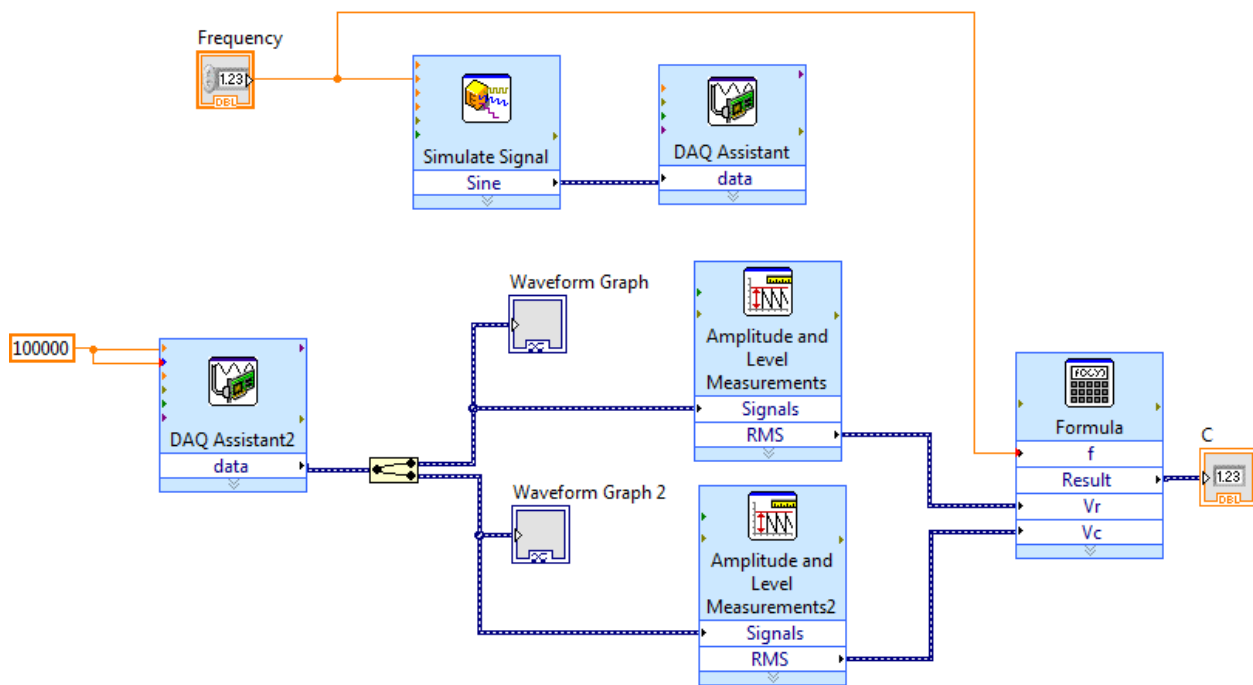 Frequency
1.23
DBL
Simulate Signal
Sine
DAQ Assistant
data
Waveform Graph
100000
DAQ Assistant2
data
Amplitude and
Level
Measurements
Signals
RMS
Waveform Graph 2
Amplitude and
Level
Measurements2
Signals
RMS
f(x,y)
Formula
f
Result
Vr
Vc
C
1.23
DBL